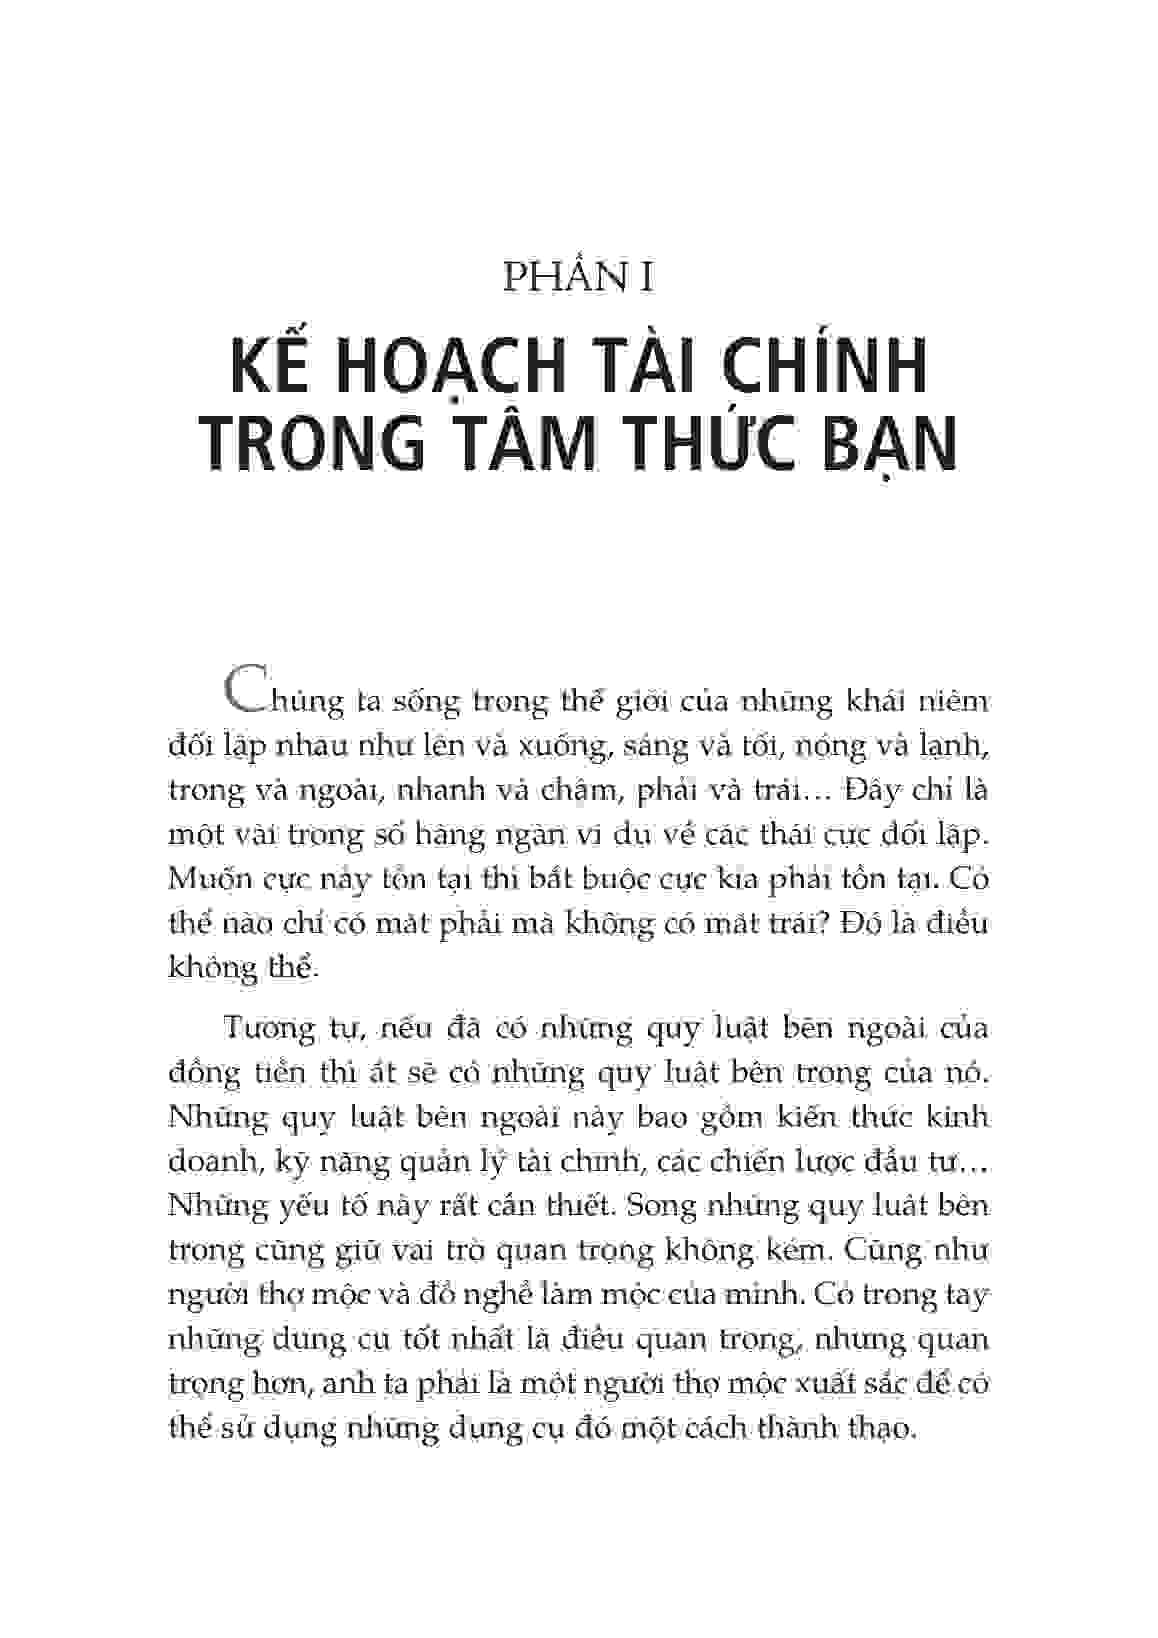 PHẦN I
KẾ HOẠCH TÀI CHÍNH
TRONG TÂM THỨC BẠN
Chúng ta sống trong thế giới của những khái niệm
đối lập nhau như lên và xuống, sáng và tối, nóng và lạnh,
trong và ngoài, nhanh và chậm, phải và trái... Đây chỉ là
một vài trong số hàng ngàn ví dụ về các thái cực đối lập.
Muốn cực này tồn tại thì bắt buộc cực kia phải tồn tại. Có
thể nào chỉ có mặt phải mà không có mặt trái? Đó là điều
không thể.
Tương tự, nếu đã có những quy luật bên ngoài của
đồng tiền thì ắt sẽ có những quy luật bên trong của nó.
Những quy luật bên ngoài này bao gồm kiến thức kinh
doanh, kỹ năng quản lý tài chính, các chiến lược đầu tư...
Những yếu tố này rất cần thiết. Song những quy luật bên
trong cũng giữ vai trò quan trọng không kém. Cũng như
người thợ mộc và đồ nghề làm mộc của mình. Có trong tay
những dụng cụ tốt nhất là điều quan trọng, nhưng quan
trọng hơn, anh ta phải là một người thợ mộc xuất sắc để có
thể sử dụng những dụng cụ đó một cách thành thạo.